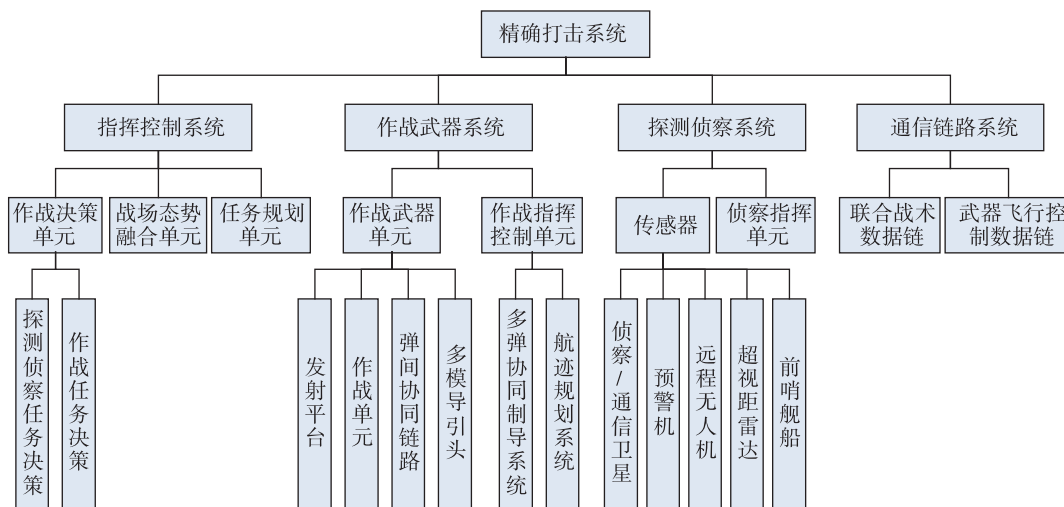 精确打击系统
指挥控制系统
作战武器系统
探测侦察系统
通信链路系统
作战决策
单元
战场态势
融合单元
任务规划
单元
作战武器
单元
作战指挥
控制单元
传感器
侦察指挥
单元
联合战术
数据链
武器飞行控
制数据链
探测侦察任务决策
作战任务决策
发射平台
作战单元
弹间协同链路
多模导引头
多弹协同制导系统
航迹规划系统
侦察/通信卫星
预警机
远程无人机
超视距雷达
前哨舰船